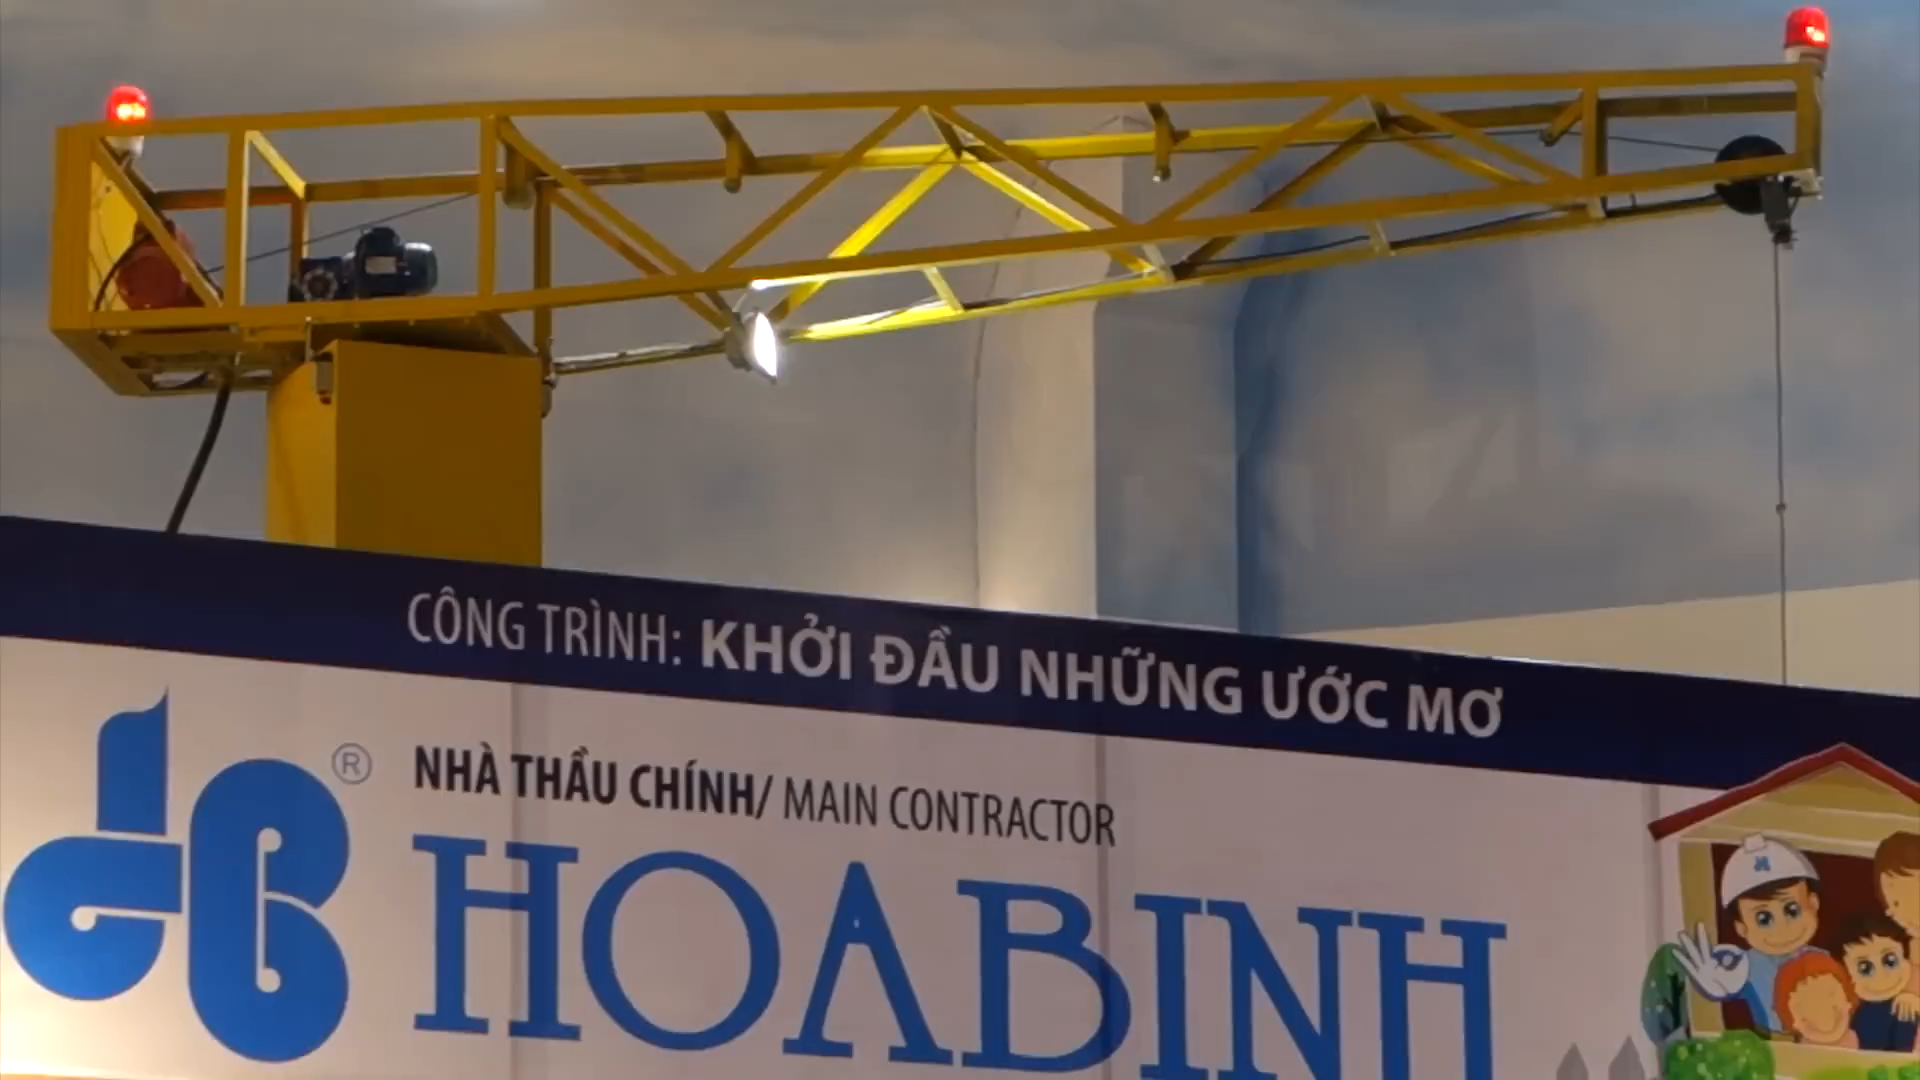 CÔNG TRÌNH: KHỞI ĐẦU NHỮNG ƯỚC MƠ
®
NHÀ THẦU CHÍNH/ MAIN CONTRACTOR
HOABINH